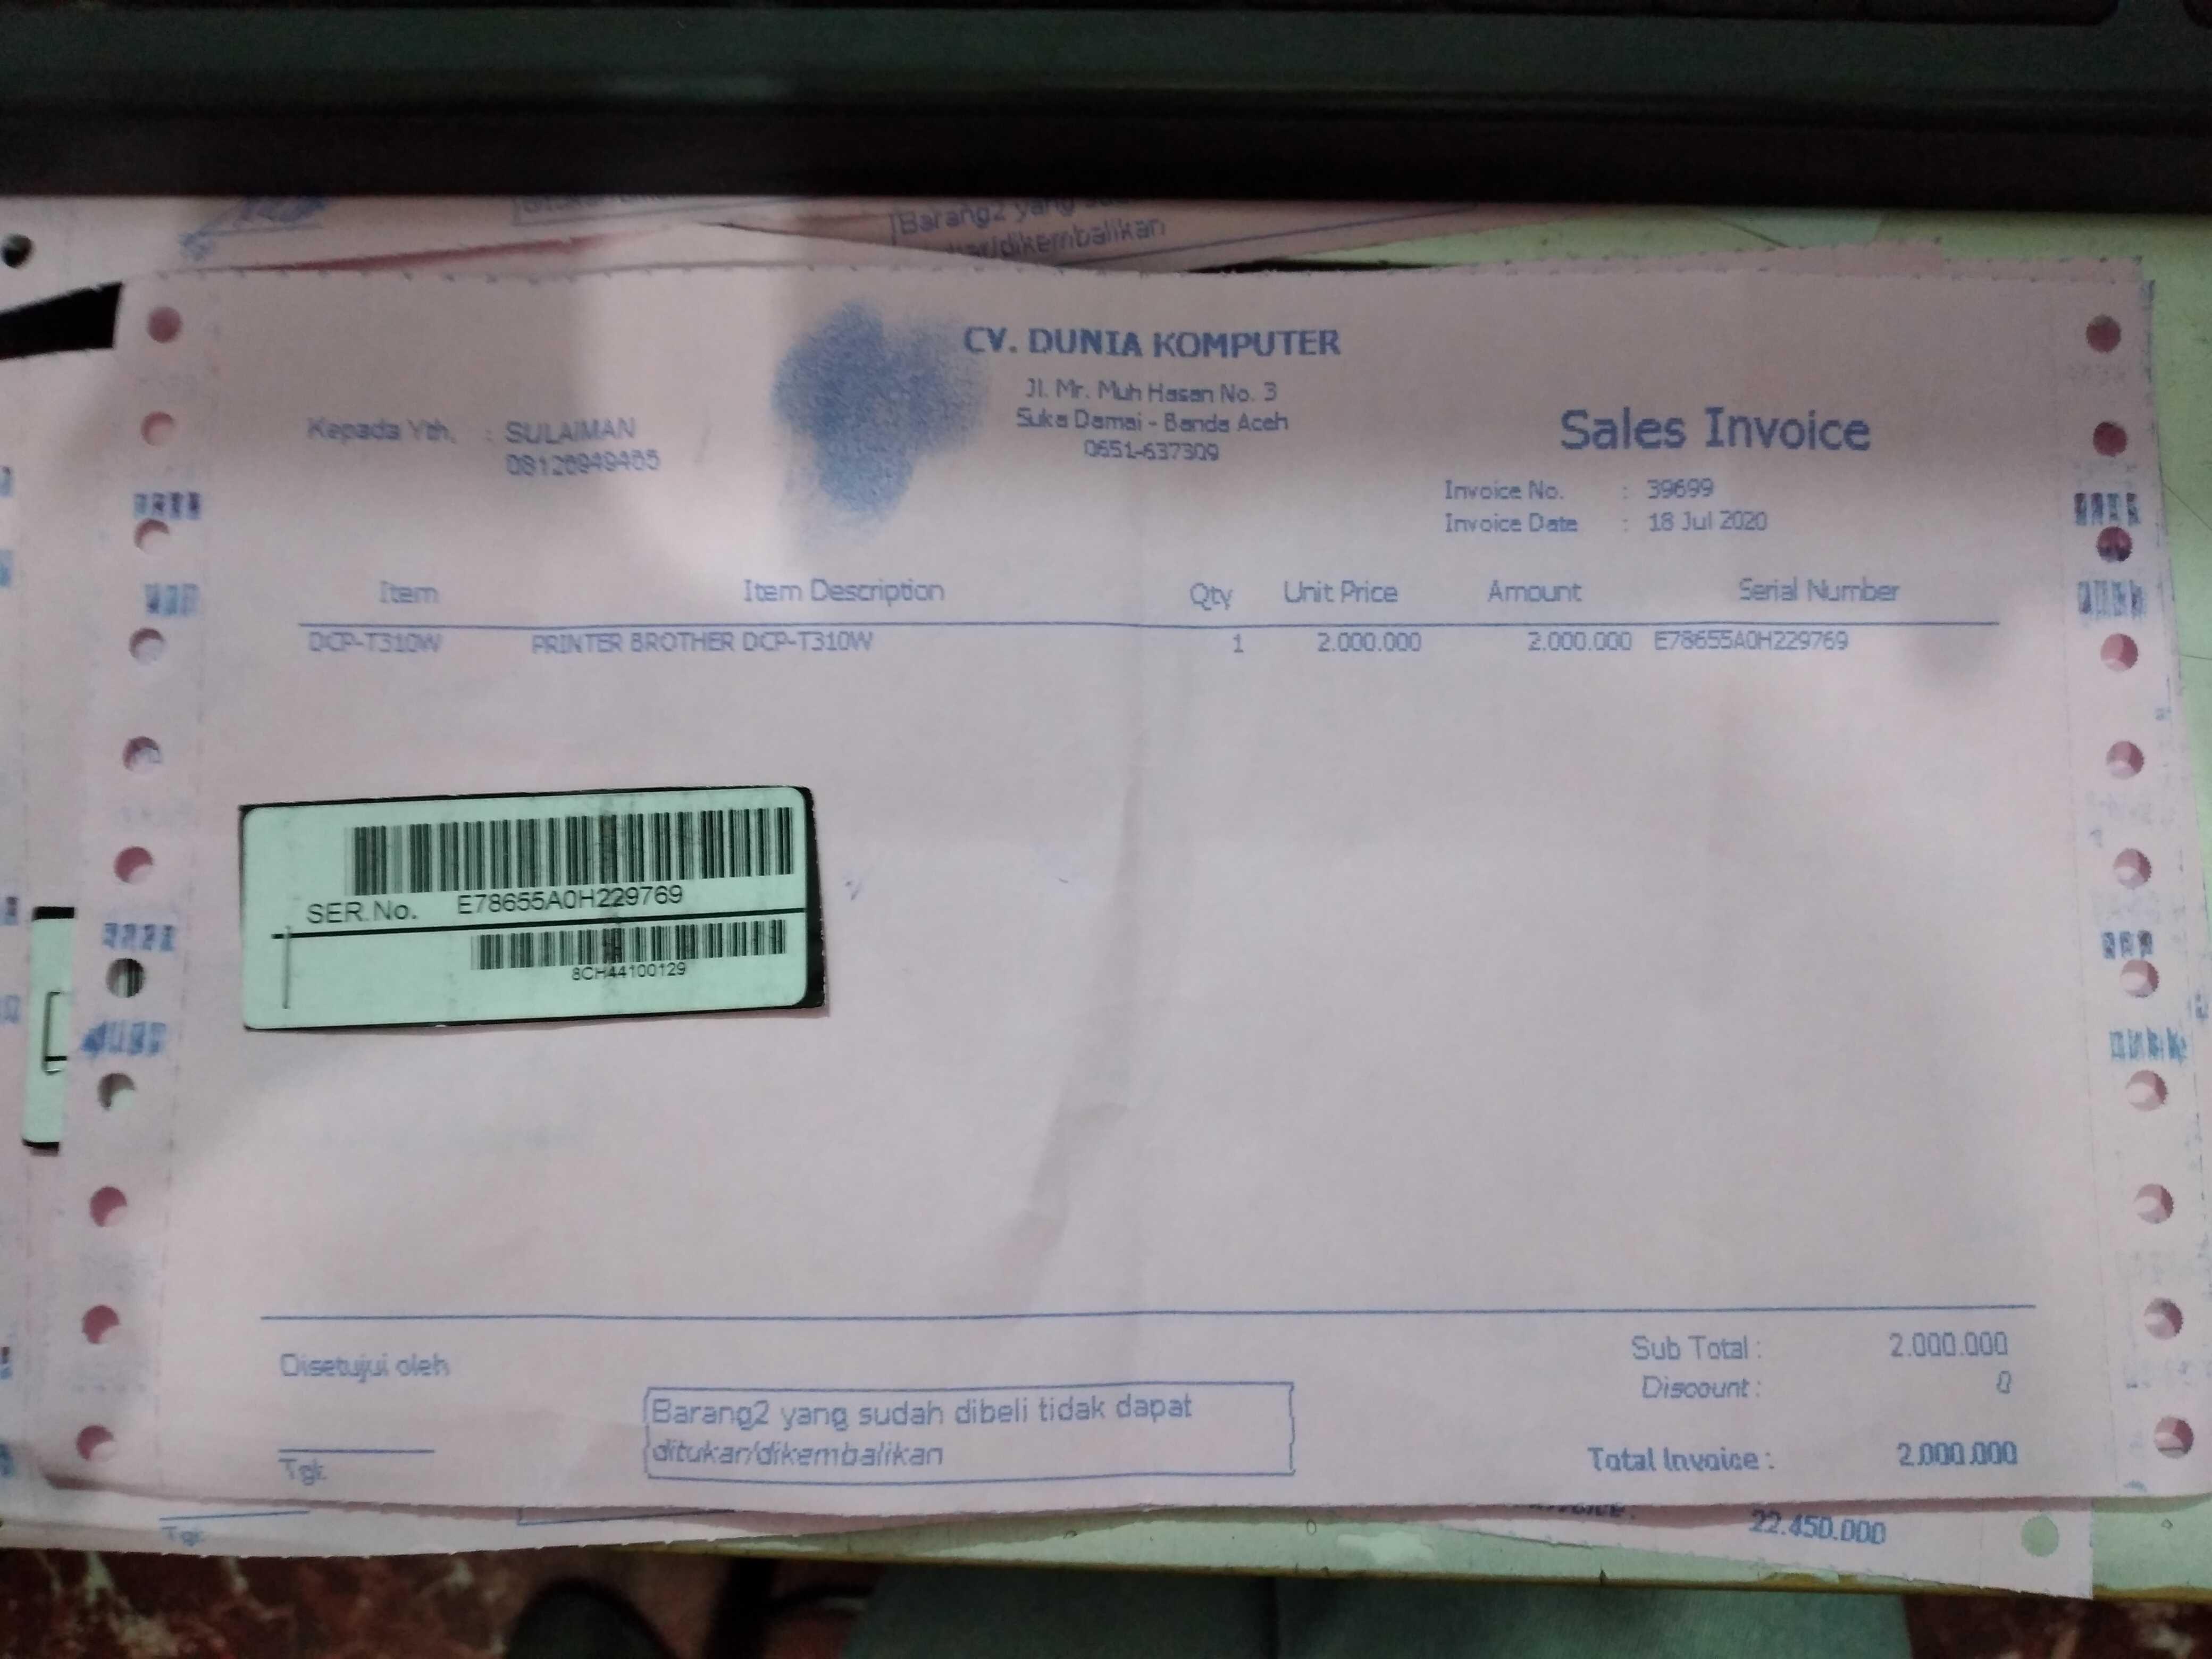 Barang2 yang
/dikembalikan
CV. DUNIA KOMPUTER
Jl. Mr. Muh Hasan No. 3
Suka Damai - Banda Aceh
0651-637309
Kepada Yth. : SULAIMAN
Sales Invoice
Invoice No. : 39699
Invoice Date : 18 Jul 2020
Item Item Description Qty Unit Price Amount Serial Number
DCP-T310W PRINTER BROTHER DCP-T310W 1 2.000.000 2.000.000 E78655A0H229769
SER.No. E78655A0H229769
8CH44100129
Disetujui oleh
Tgl:
Barang2 yang sudah dibeli tidak dapat
ditukar/dikembalikan
Sub Total : 2.000.000
Discount : 0
Total Invoice : 2.000.000
Tgl:
22.450.000